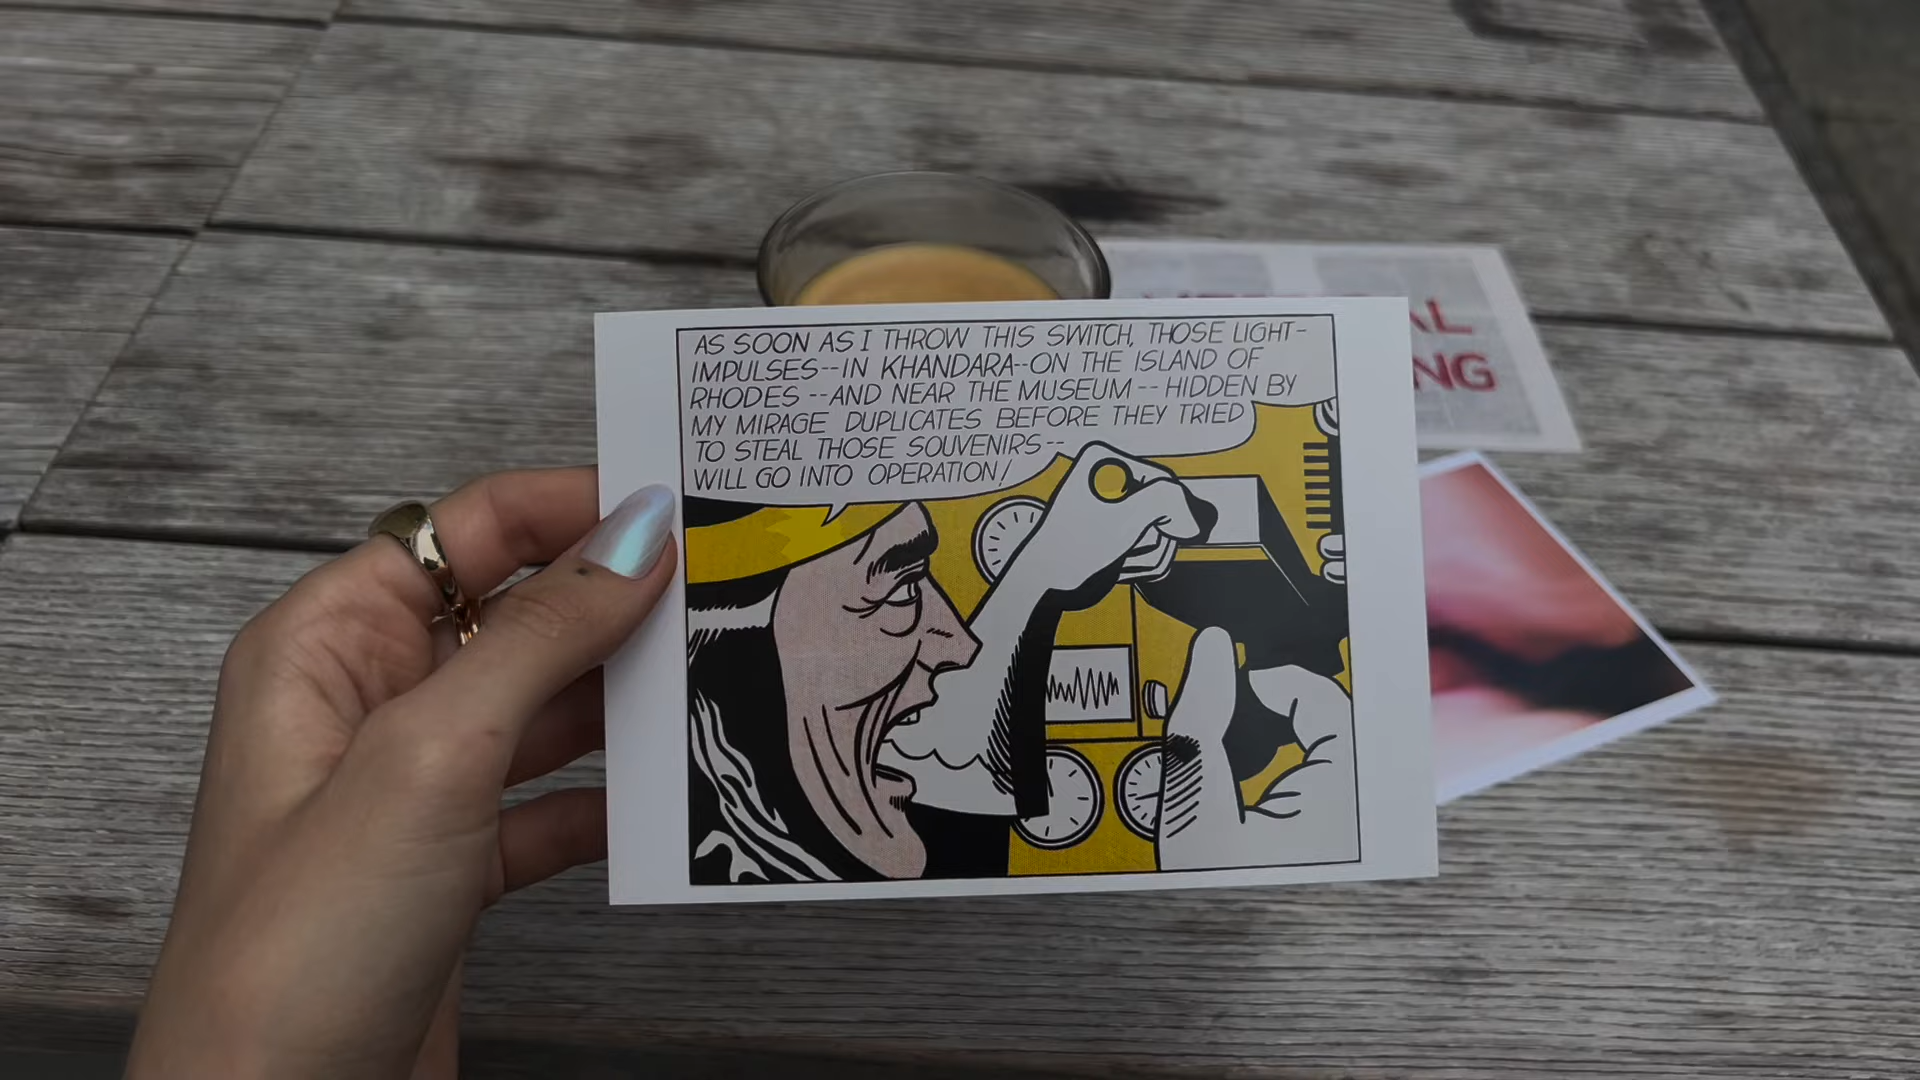 AS SOON AS I THROW THIS SWITCH, THOSE LIGHT-
IMPULSES--IN KHANDARA--ON THE ISLAND OF
RHODES --AND NEAR THE MUSEUM -- HIDDEN BY
MY MIRAGE DUPLICATES BEFORE THEY TRIED
TO STEAL THOSE SOUVENIRS--
WILL GO INTO OPERATION!